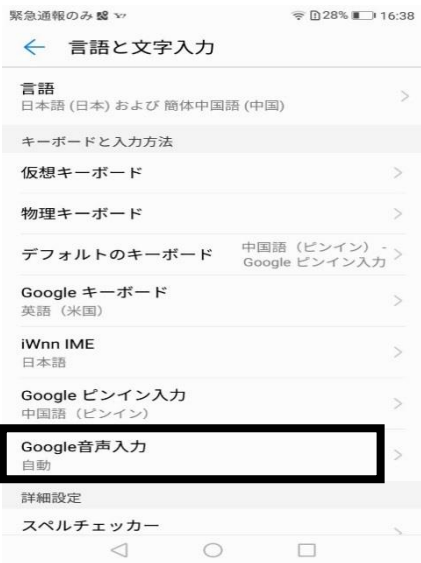 緊急通報のみ 28% 16:38
言語と文字入力
言語
日本語 (日本) および 簡体中国語 (中国)
キーボードと入力方法
仮想キーボード
物理キーボード
デフォルトのキーボード 中国語（ピンイン） -
Google ピンイン入力
Google キーボード
英語（米国）
iWnn IME
日本語
Google ピンイン入力
中国語（ピンイン）
Google音声入力
自動
詳細設定
スペルチェッカー